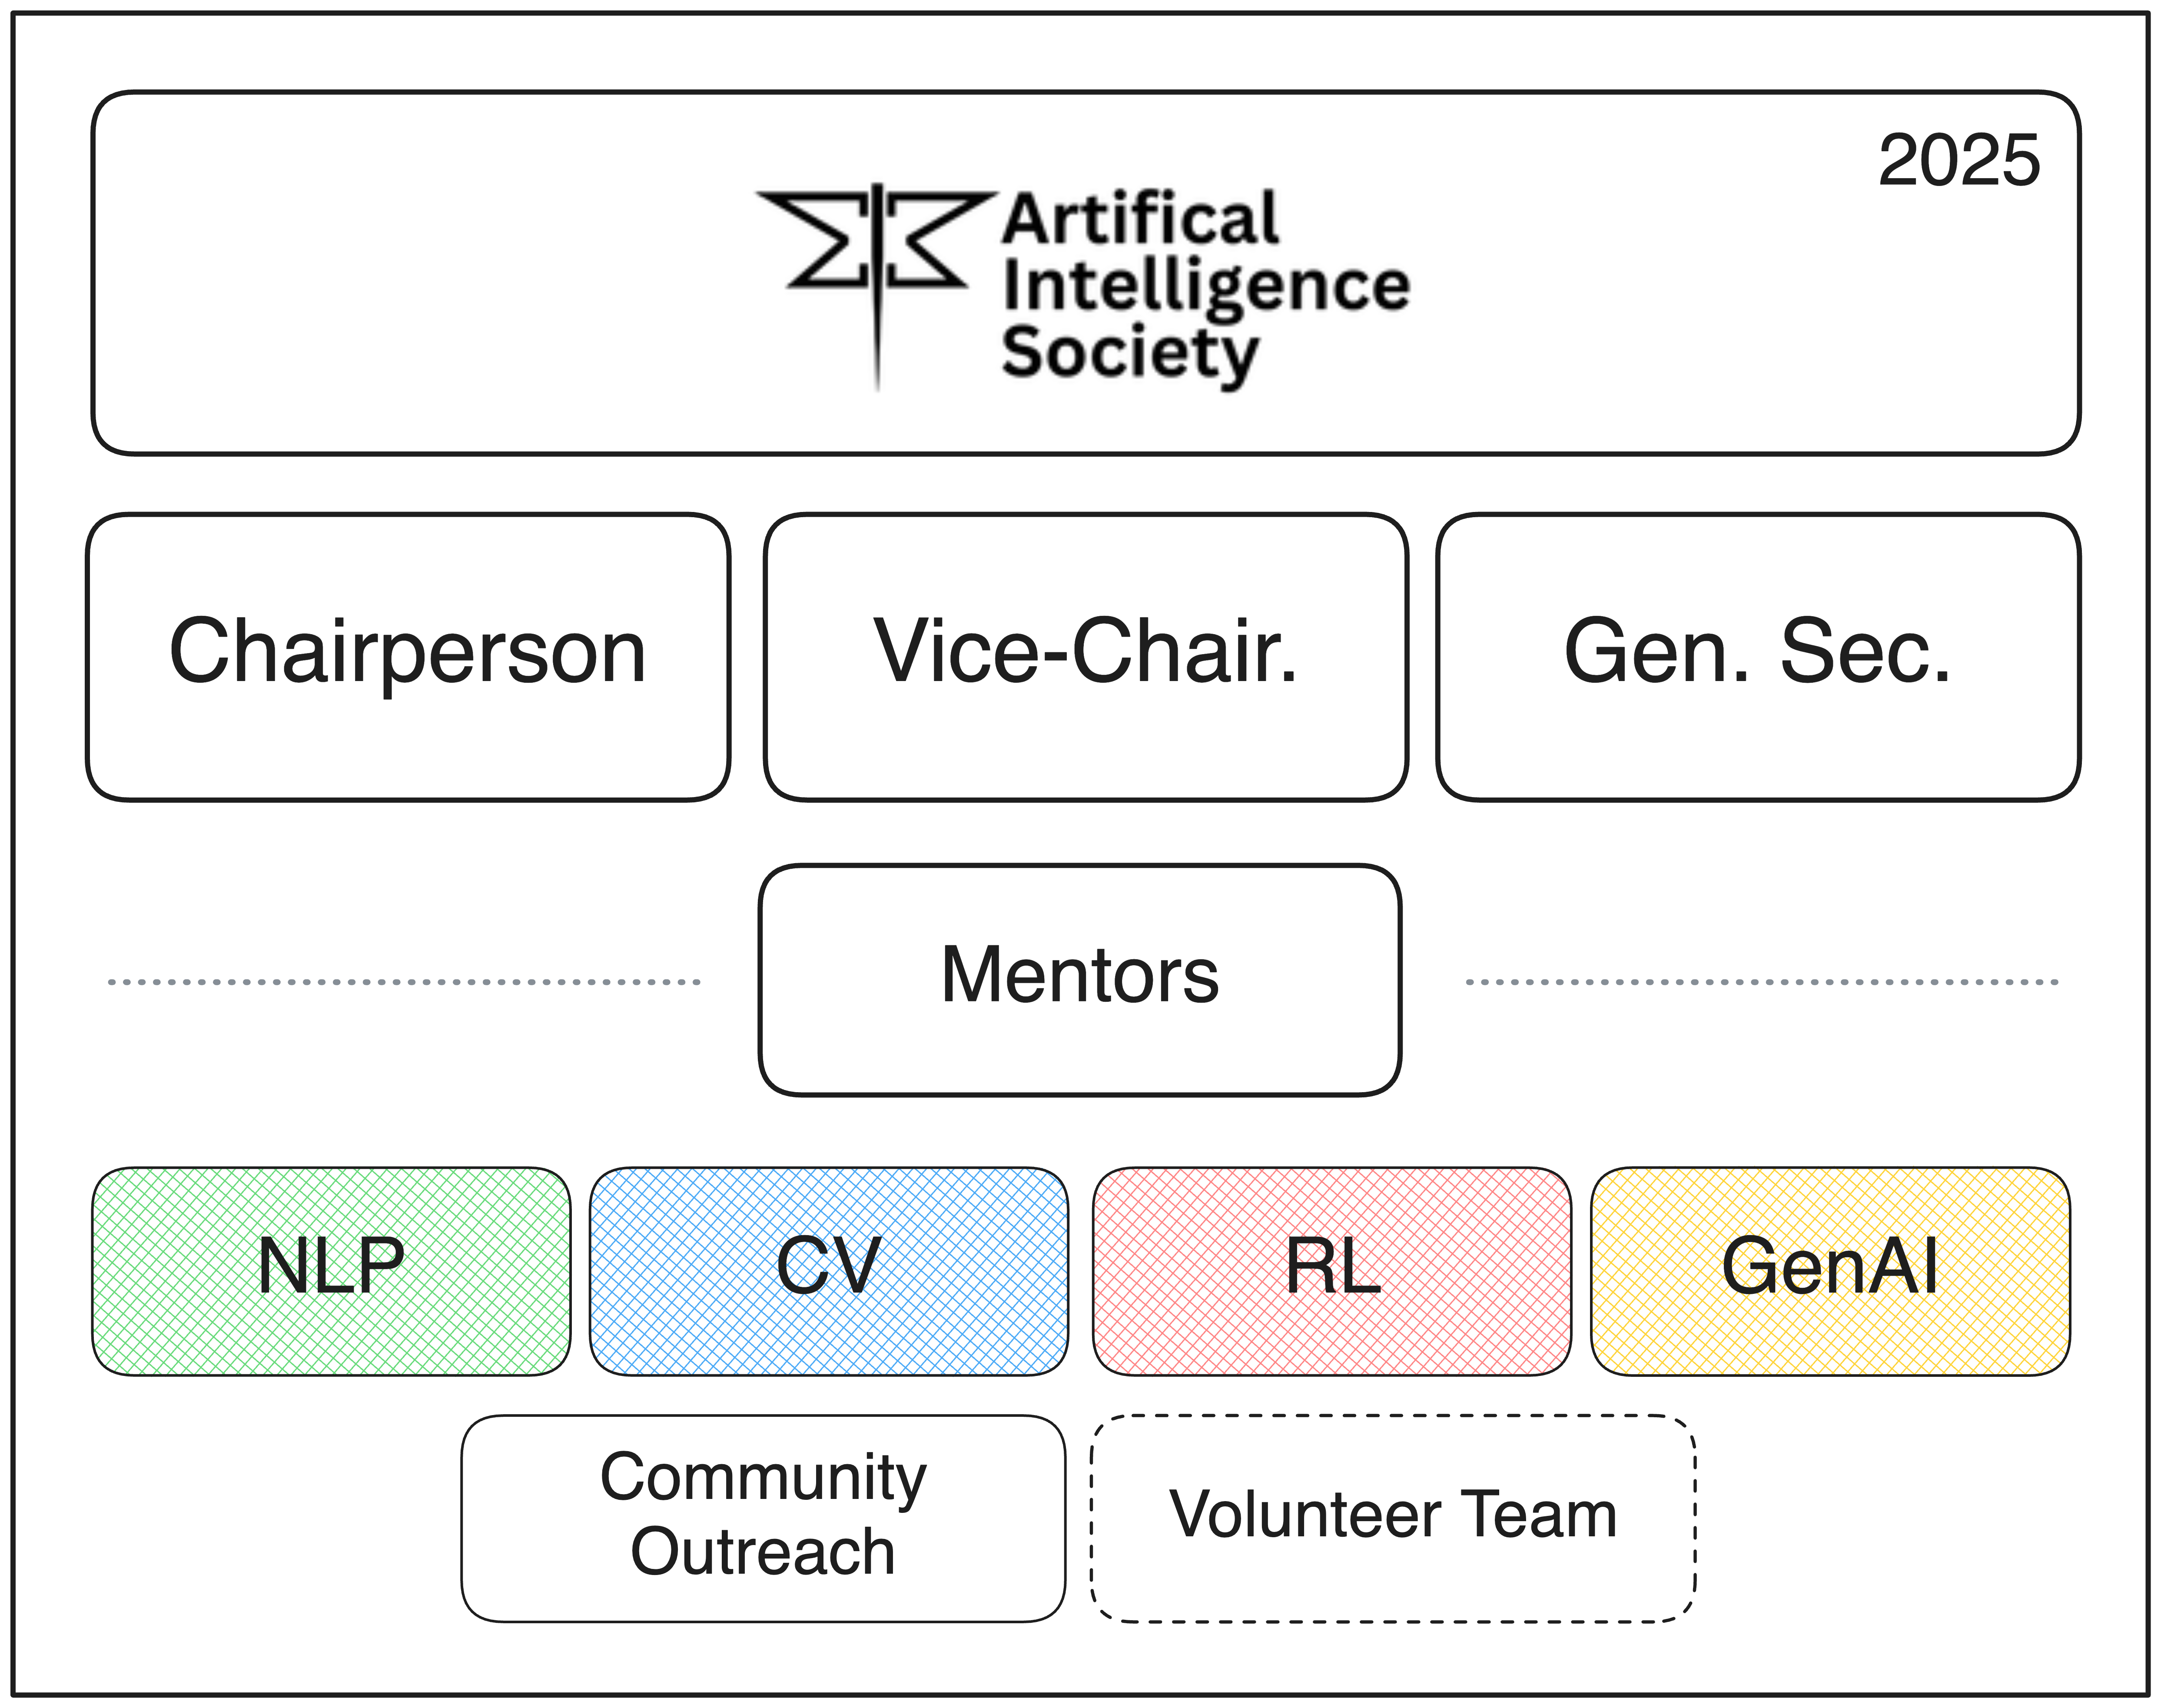 2025
Artifical
Intelligence
Society
Chairperson
Vice-Chair.
Gen. Sec.
Mentors
NLP
CV
RL
GenAI
Community
Outreach
Volunteer Team